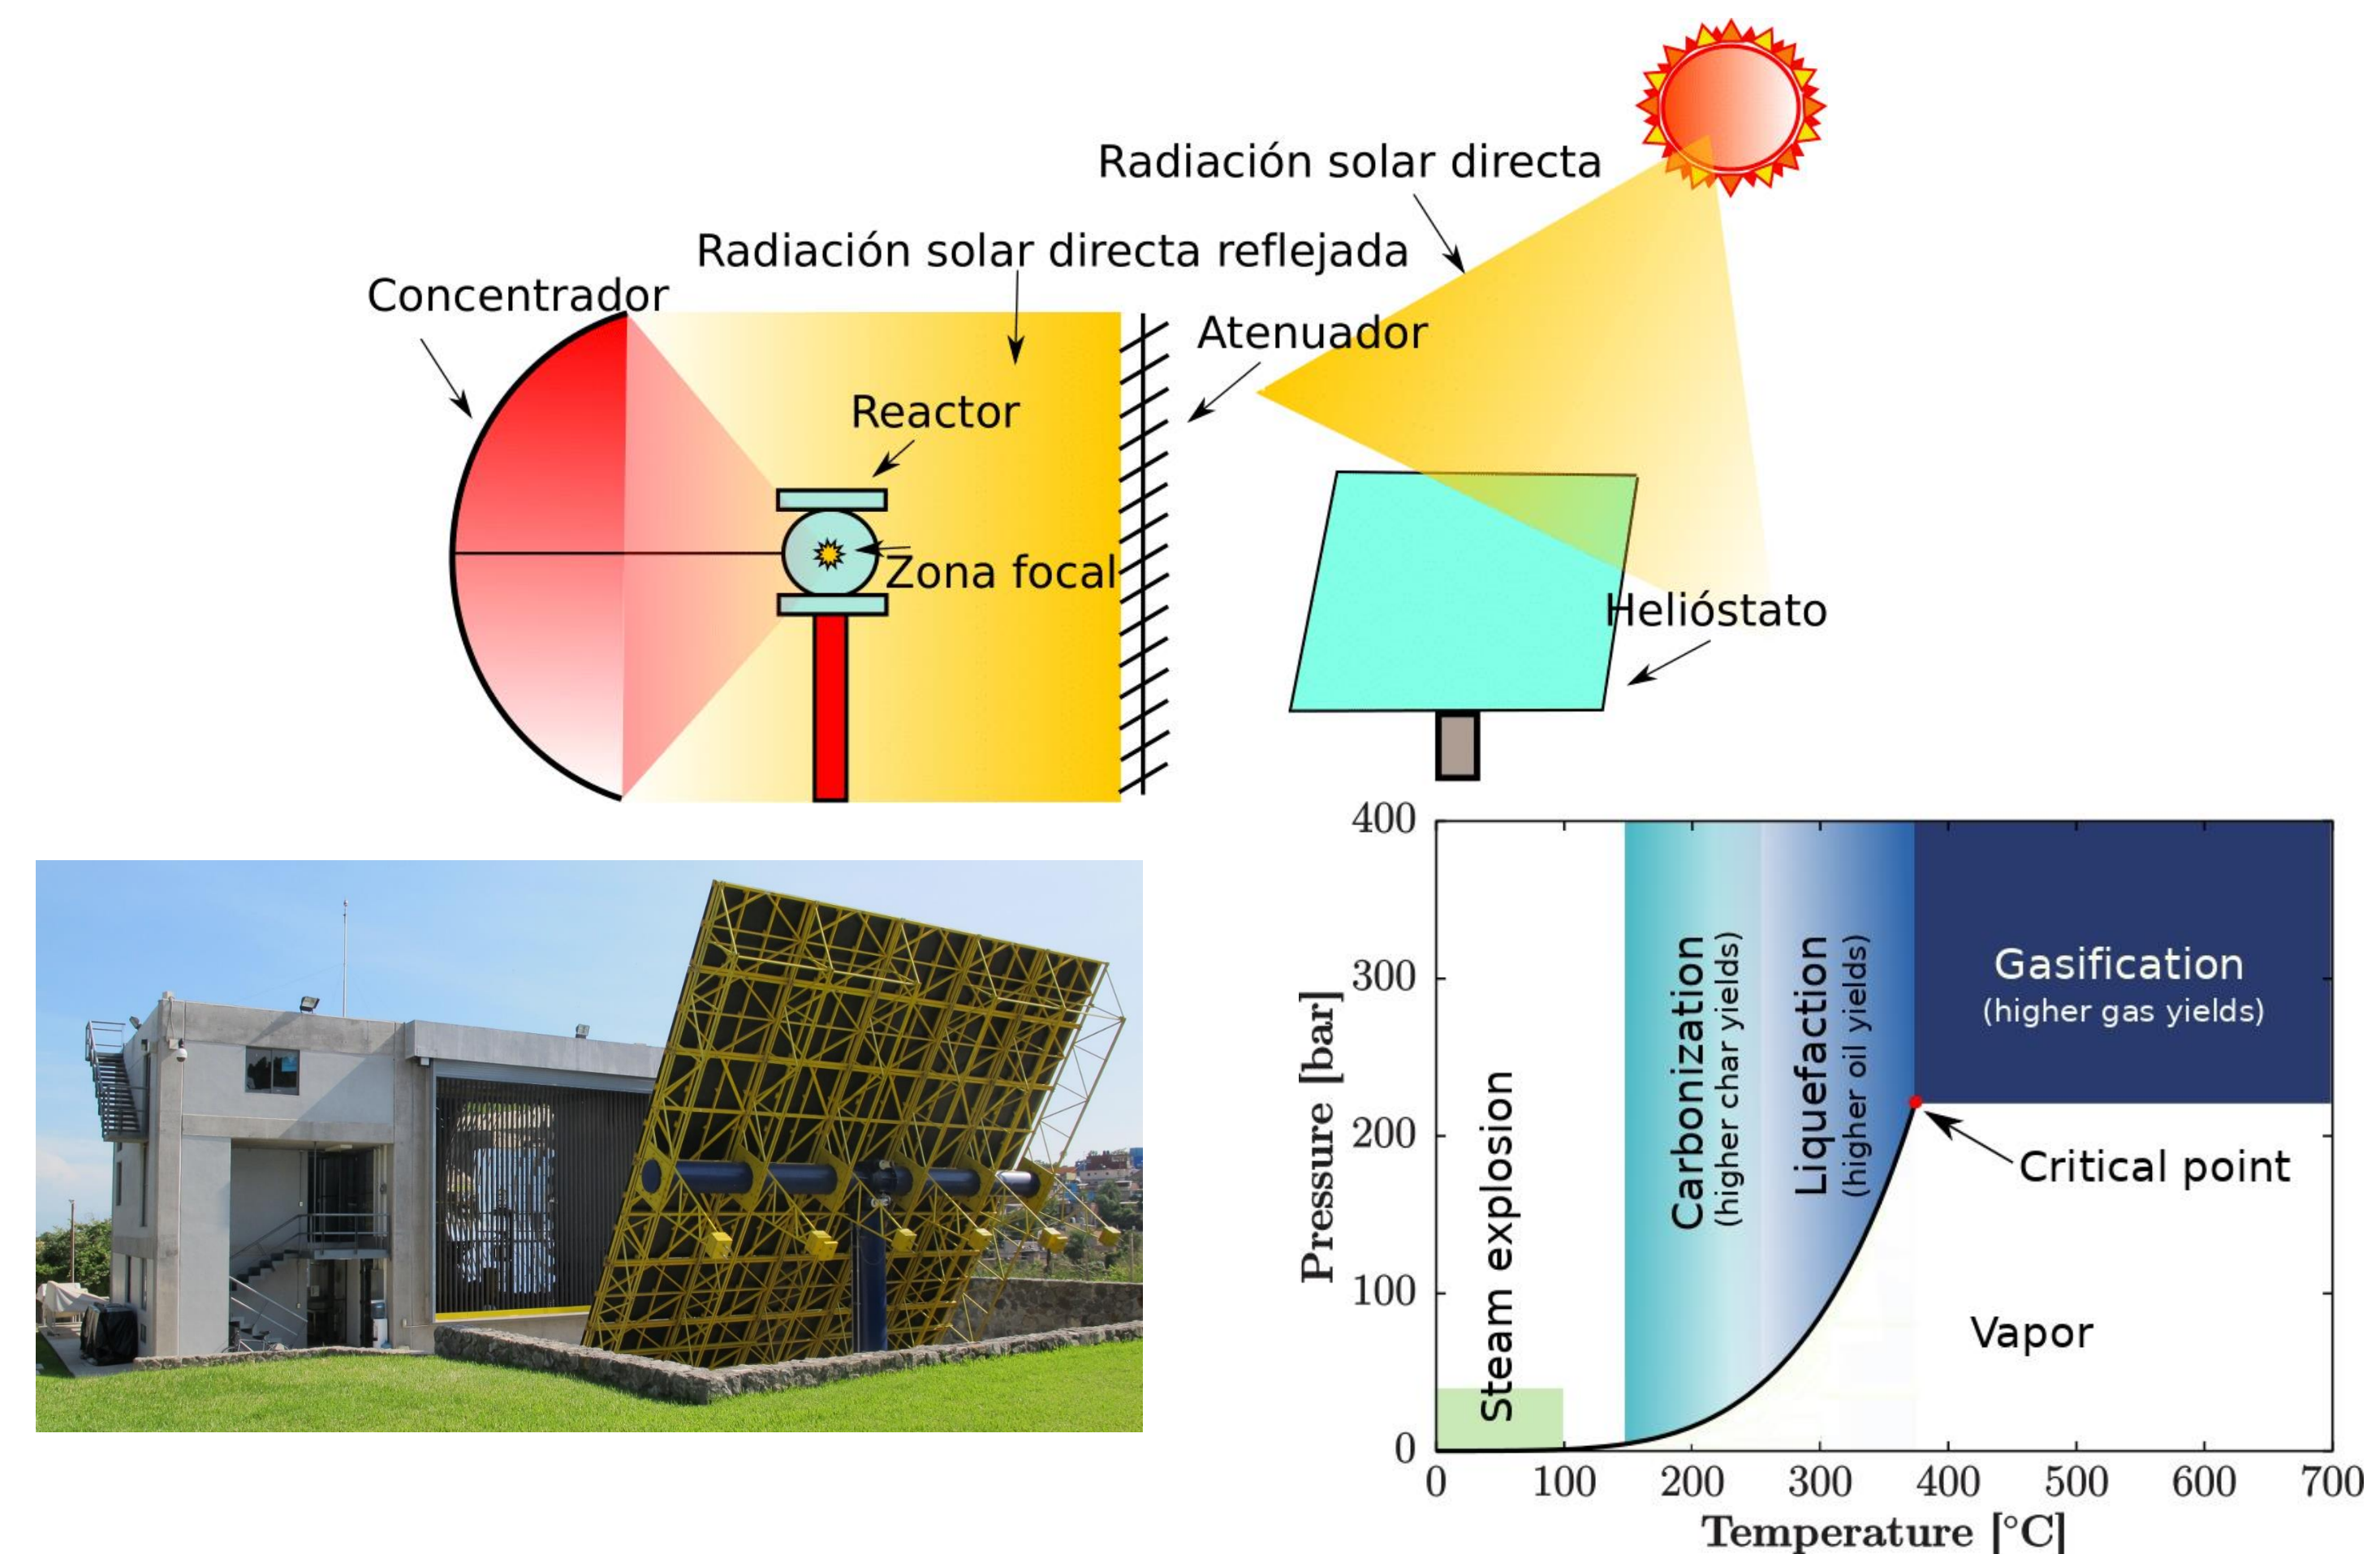 Radiación solar directa
Radiación solar directa reflejada
Concentrador
Atenuador
Reactor
Zona focal
Helióstato
400
300
200
100
0
Pressure [bar]
Steam explosion
Carbonization
(higher char yields)
Liquefaction
(higher oil yields)
Gasification
(higher gas yields)
Critical point
Vapor
0 100 200 300 400 500 600 700
Temperature [°C]